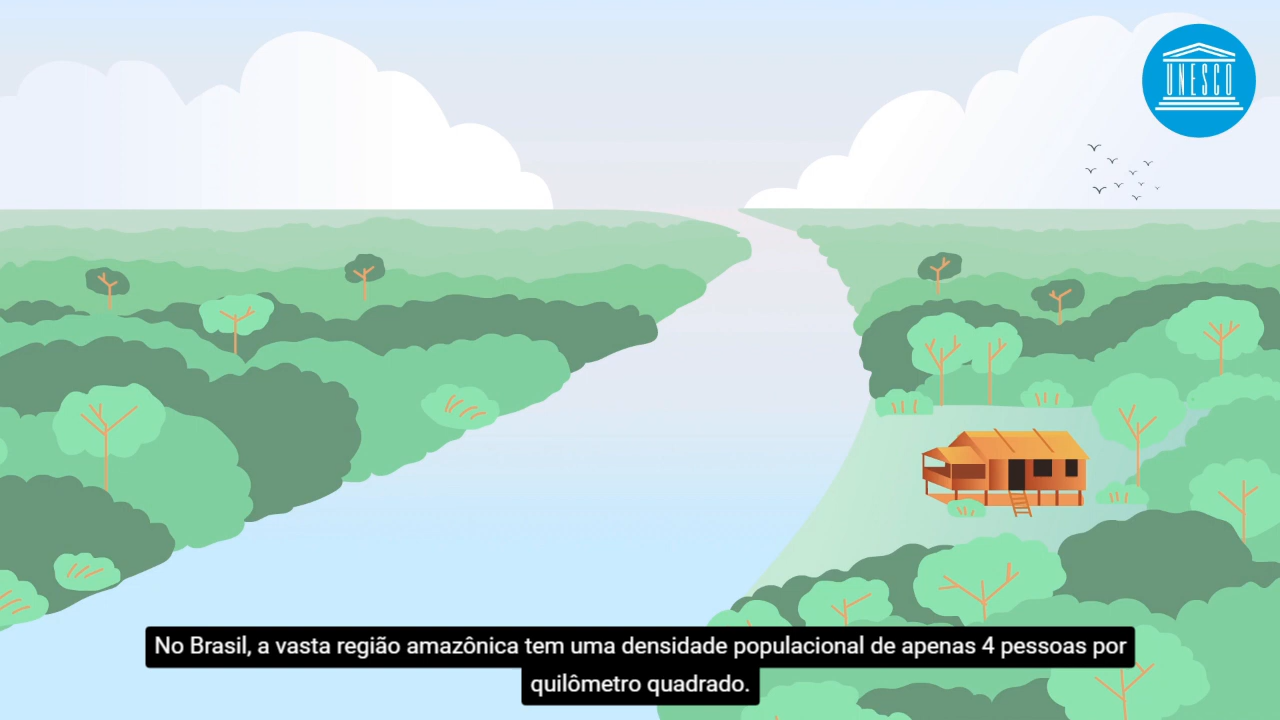 UNESCO
No Brasil, a vasta região amazônica tem uma densidade populacional de apenas 4 pessoas por
quilômetro quadrado.